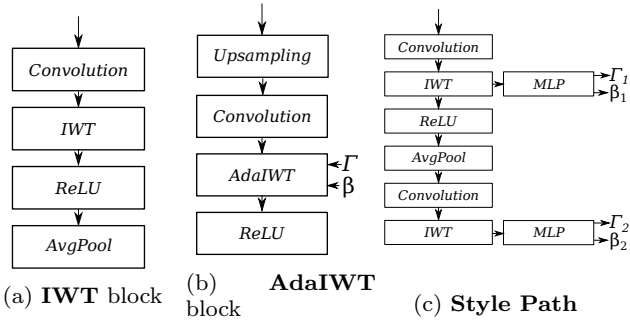 Convolution
IWT
ReLU
AvgPool
(a) IWT block
Upsampling
Convolution
AdaIWT
Γ
β
ReLU
(b) AdaIWT
block
Convolution
IWT
MLP
Γ1
β1
ReLU
AvgPool
Convolution
IWT
MLP
Γ2
β2
(c) Style Path